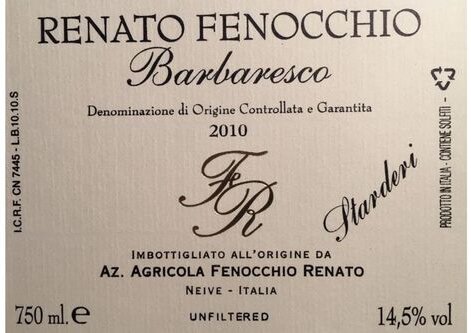 RENATO FENOCCHIO
Barbaresco
Denominazione di Origine Controllata e Garantita
2010
FR
Starderi
IMBOTTIGLIATO ALL'ORIGINE DA
AZ. AGRICOLA FENOCCHIO RENATO
NEIVE - ITALIA
750 ml. e
UNFILTERED
14,5% vol
I.C.R.F. CN 7445 - L.B.10.10.S
PRODOTTO IN ITALIA - CONTIENE SOLFITI -